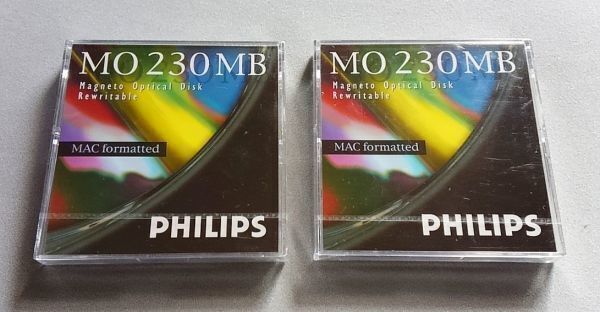 MO 230 MB
Magneto Optical Disk
Rewritable
MAC formatted
PHILIPS
MO 230 MB
Magneto Optical Disk
Rewritable
MAC formatted
PHILIPS